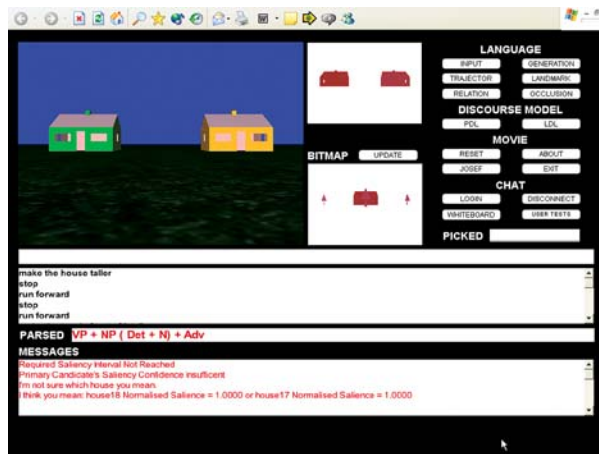 LANGUAGE
INPUT GENERATION
TRAJECTOR LANDMARK
RELATION OCCLUSION
DISCOURSE MODEL
PDL LDL
MOVIE
RESET ABOUT
JOSEF EXIT
CHAT
LOGIN DISCONNECT
WHITEBOARD USER TESTS
PICKED
BITMAP UPDATE
make the house taller
stop
run forward
stop
run forward
PARSED VP + NP ( Det + N) + Adv
MESSAGES
Required Saliency Interval Not Reached
Primary Candidate's Saliency Confidence insufficent
I'm not sure which house you mean.
I think you mean: house18 Normalised Salience = 1.0000 or house17 Normalised Salience = 1.0000